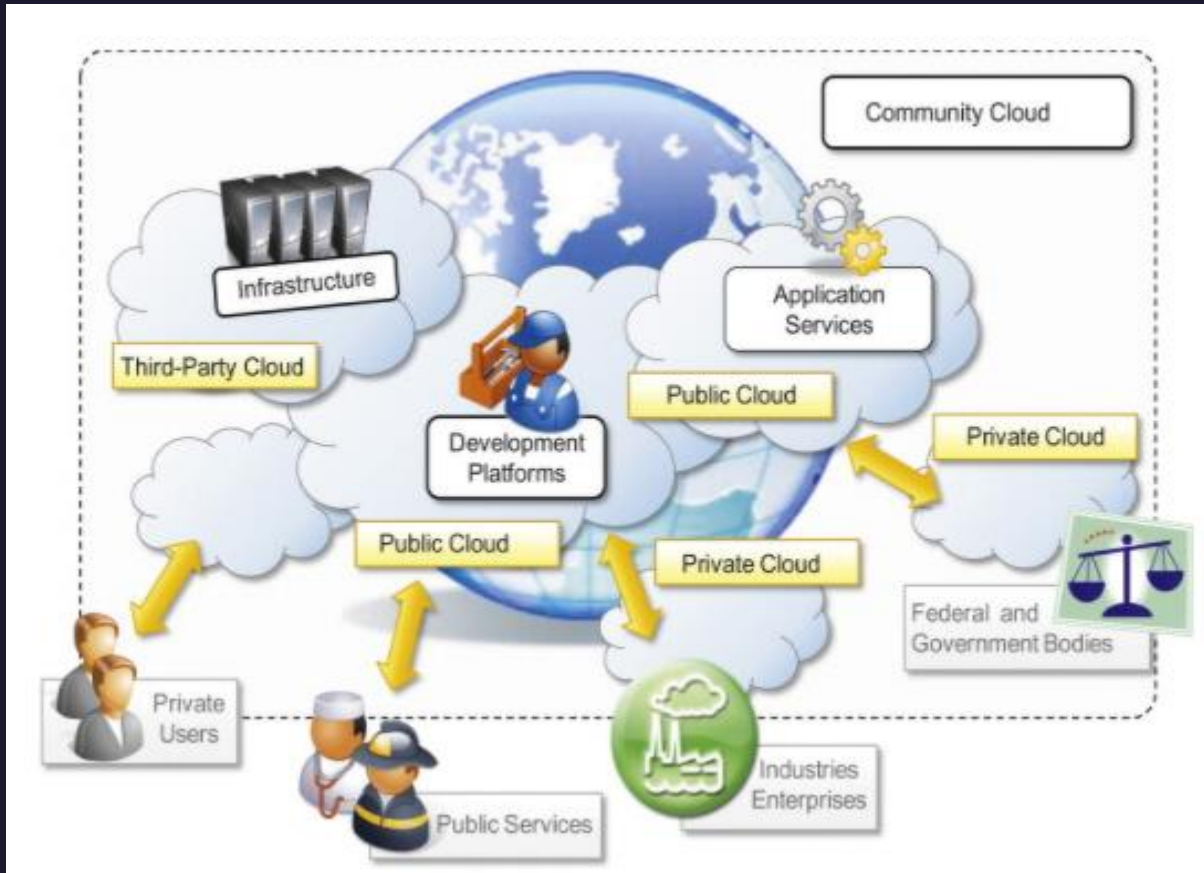 Community Cloud
Infrastructure
Application
Services
Third-Party Cloud
Public Cloud
Development
Platforms
Private Cloud
Public Cloud
Private Cloud
Federal and
Government Bodies
Private
Users
Industries
Enterprises
Public Services